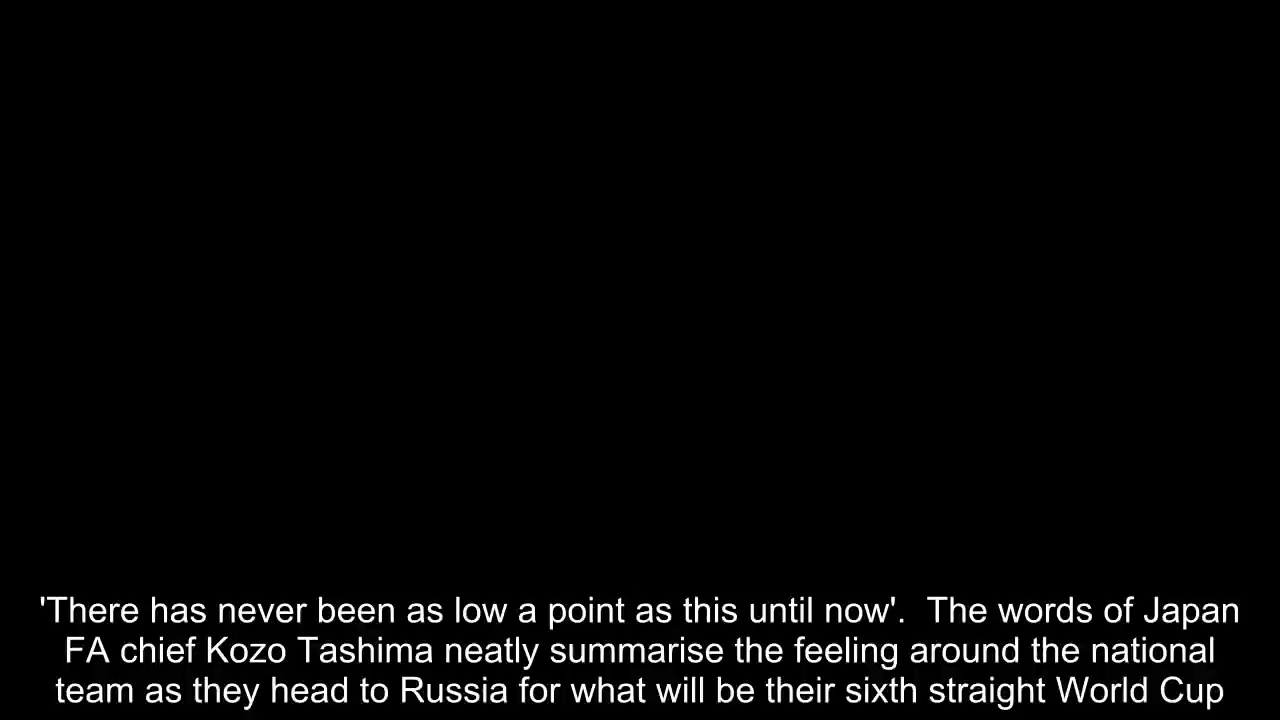 'There has never been as low a point as this until now'.  The words of Japan
FA chief Kozo Tashima neatly summarise the feeling around the national
team as they head to Russia for what will be their sixth straight World Cup